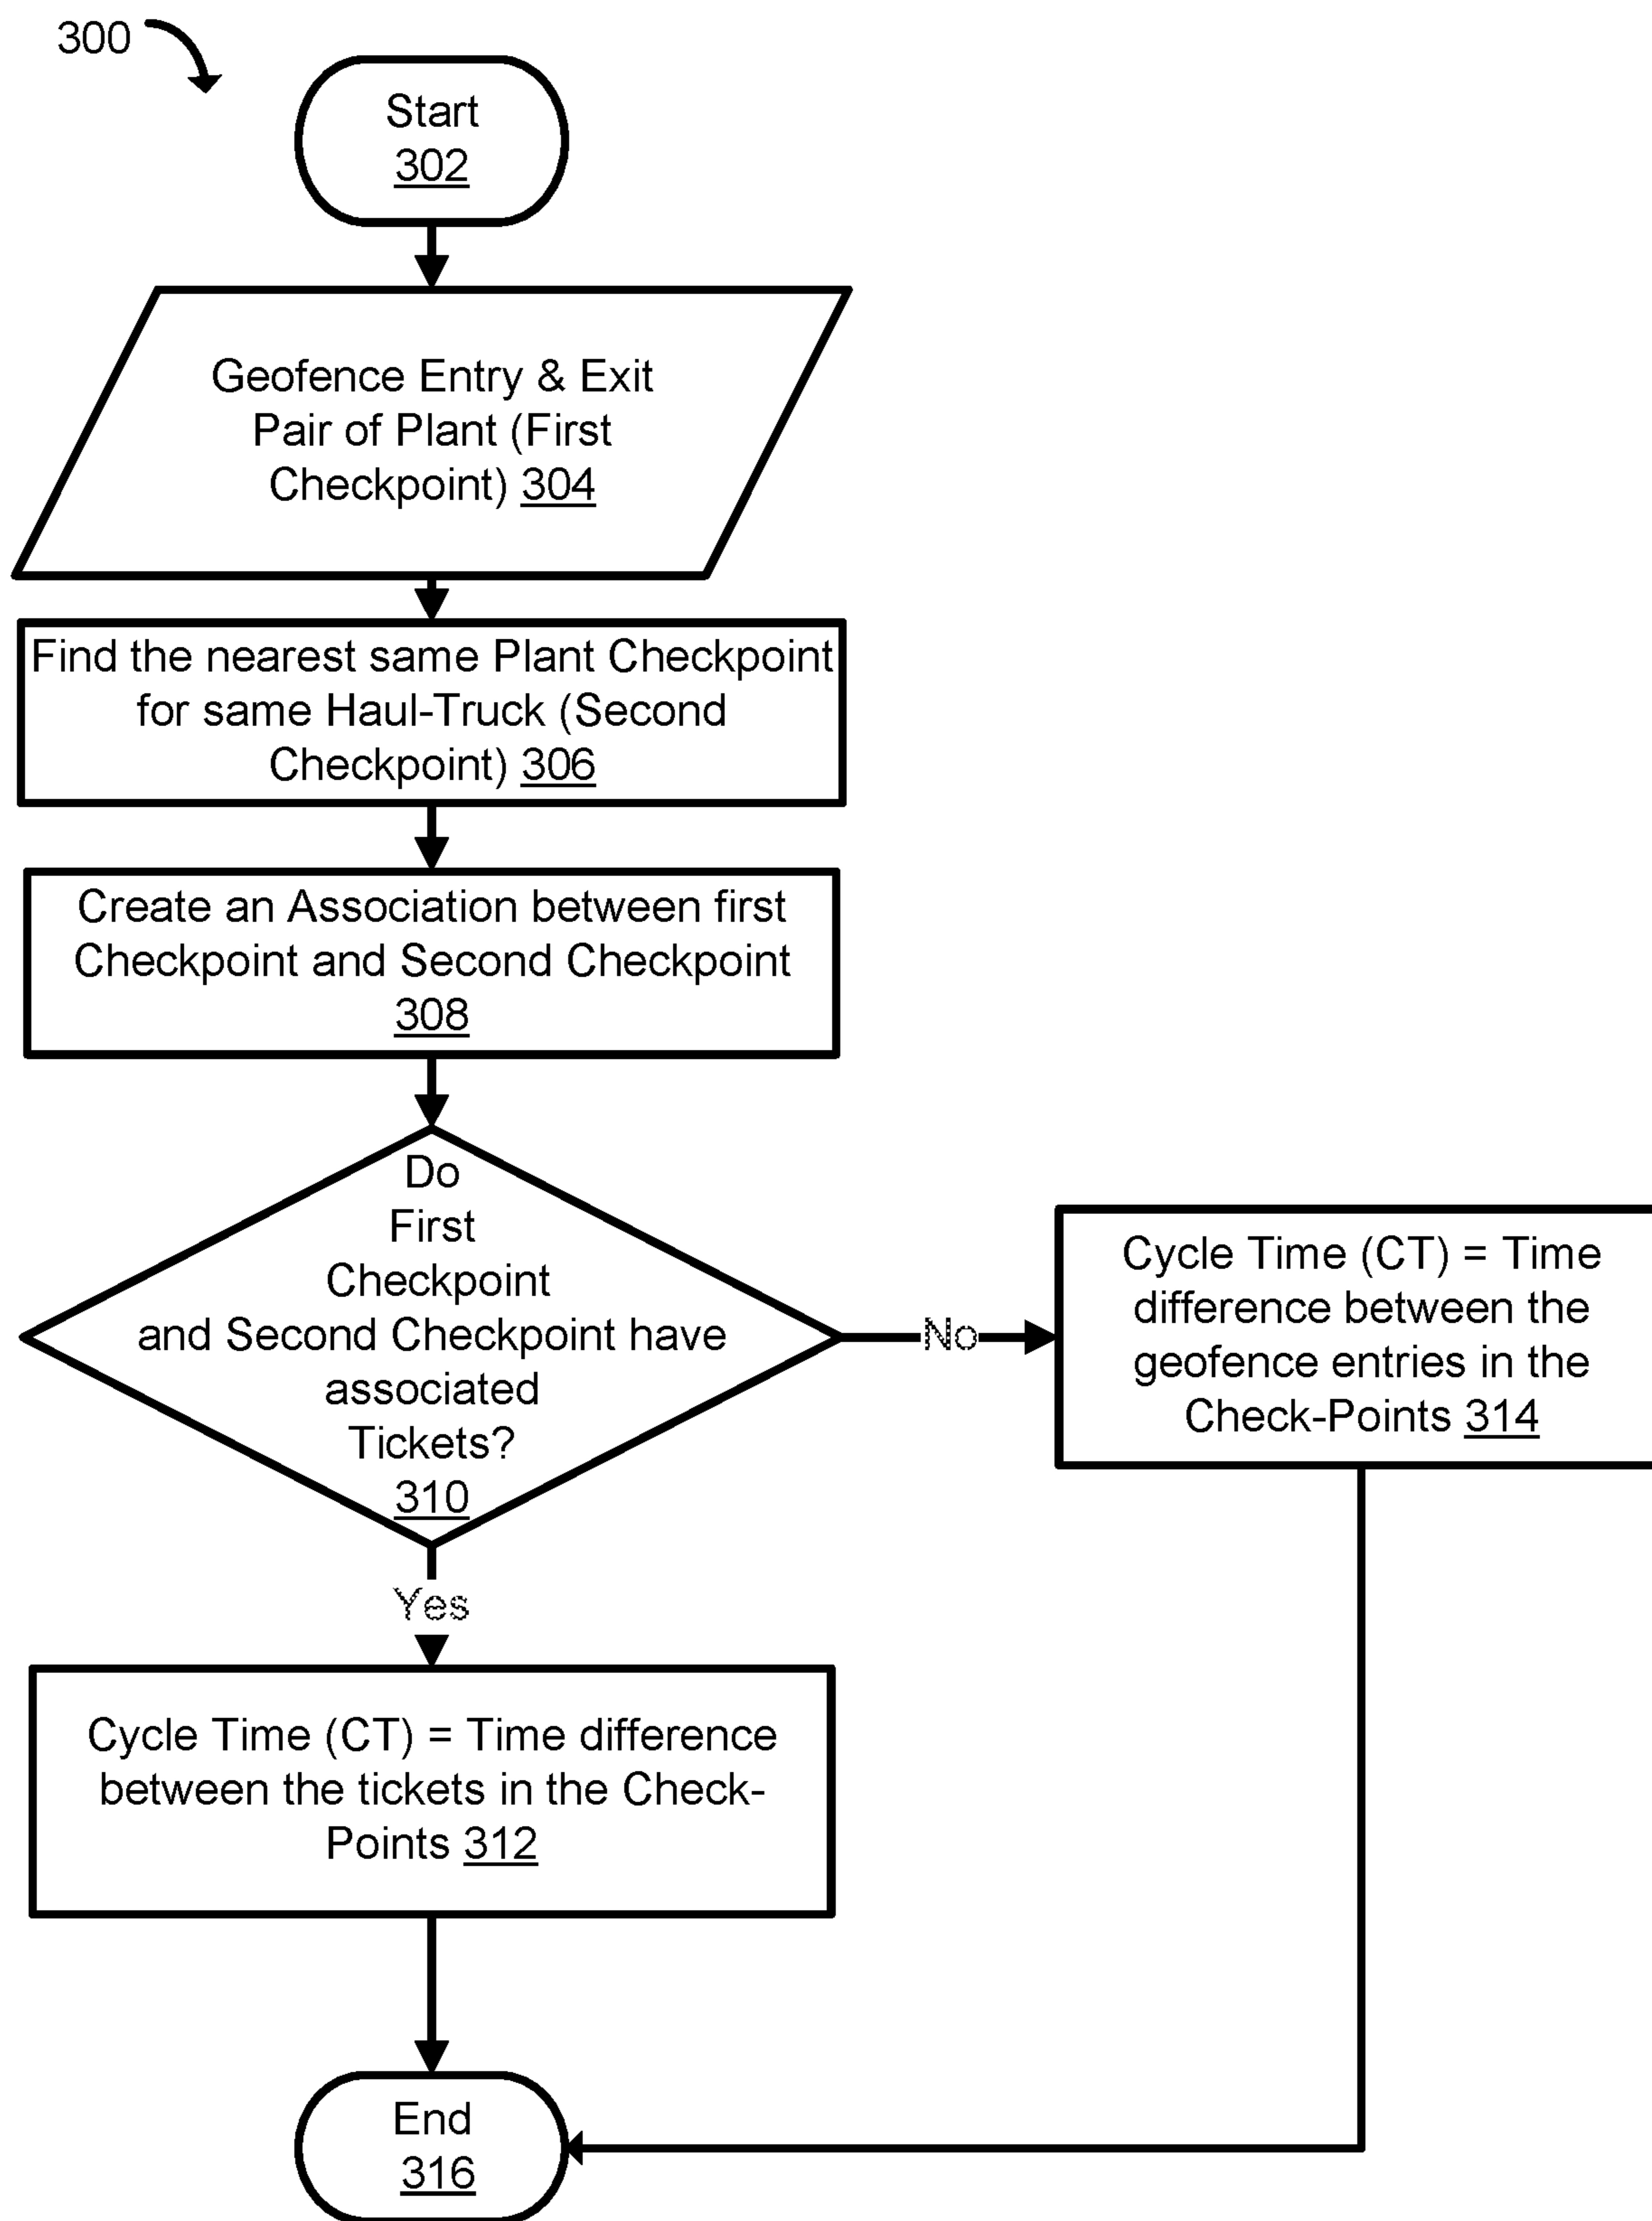 300
Start
302
Geofence Entry & Exit
Pair of Plant (First
Checkpoint) 304
Find the nearest same Plant Checkpoint
for same Haul-Truck (Second
Checkpoint) 306
Create an Association between first
Checkpoint and Second Checkpoint
308
Do
First
Checkpoint
and Second Checkpoint have
associated
Tickets?
310
No
Cycle Time (CT) = Time
difference between the
geofence entries in the
Check-Points 314
Yes
Cycle Time (CT) = Time difference
between the tickets in the Check-
Points 312
End
316